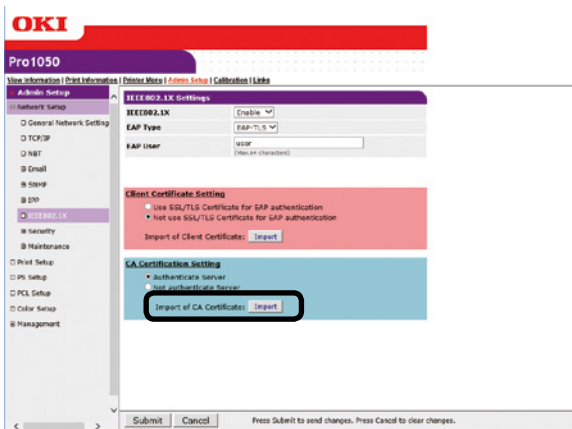 OKI
Pro1050
View Information | Print Information | Printer Menu | Admin Setup | Calibration | Links
Admin Setup
Network Setup
General Network Setting
TCP/IP
NBT
Email
SNMP
IPP
IEEE802.1X
Security
Maintenance
Print Setup
PS Setup
PCL Setup
Color Setup
Management
IEEE802.1X Settings
IEEE802.1X Enable
EAP Type EAP-TLS
EAP User user
(Max.64 characters)
Client Certificate Setting
Use SSL/TLS Certificate for EAP authentication
Not use SSL/TLS Certificate for EAP authentication
Import of Client Certificate: Import
CA Certification Setting
Authenticate Server
Not authenticate Server
Import of CA Certificate: Import
Submit Cancel Press Submit to send changes. Press Cancel to clear changes.